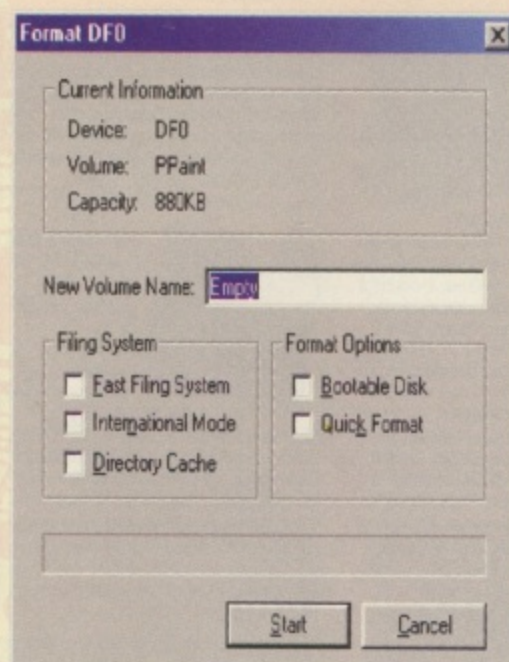 Format DF0
Current Information
Device: DF0
Volume: PPaint
Capacity: 880KB
New Volume Name: Empty
Filing System
Fast Filing System
International Mode
Directory Cache
Format Options
Bootable Disk
Quick Format
Start
Cancel